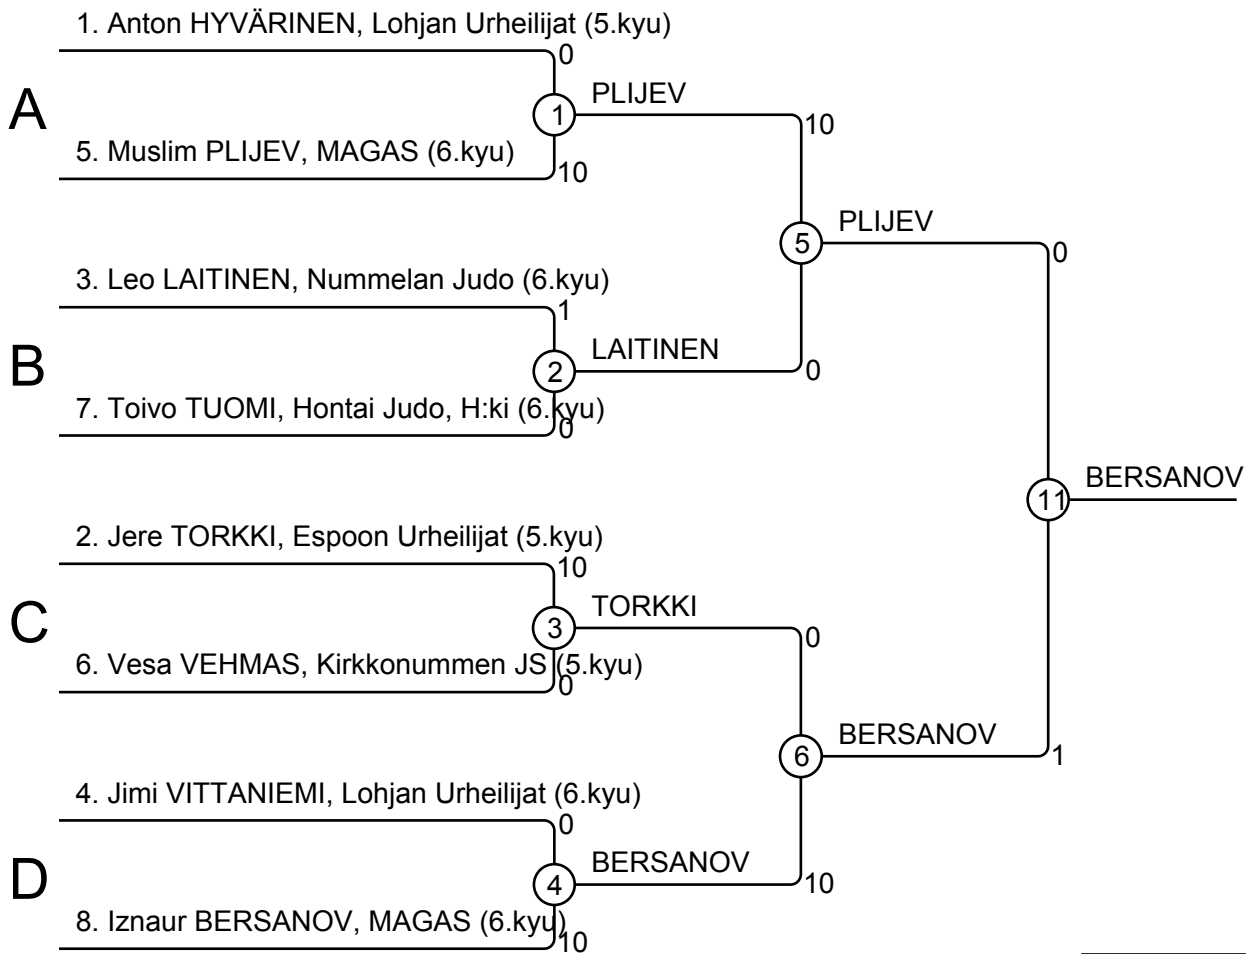 1. Anton HYVÄRINEN, Lohjan Urheilijat (5.kyu)
0
A
1
PLIJEV
10
5. Muslim PLIJEV, MAGAS (6.kyu)
10
5
PLIJEV
0
3. Leo LAITINEN, Nummelan Judo (6.kyu)
1
B
2
LAITINEN
0
7. Toivo TUOMI, Hontai Judo, H:ki (6.kyu)
0
11
BERSANOV
2. Jere TORKKI, Espoon Urheilijat (5.kyu)
10
C
3
TORKKI
0
6. Vesa VEHMAS, Kirkkonummen JS (5.kyu)
0
6
BERSANOV
1
4. Jimi VITTANIEMI, Lohjan Urheilijat (6.kyu)
0
D
4
BERSANOV
10
8. Iznaur BERSANOV, MAGAS (6.kyu)
10